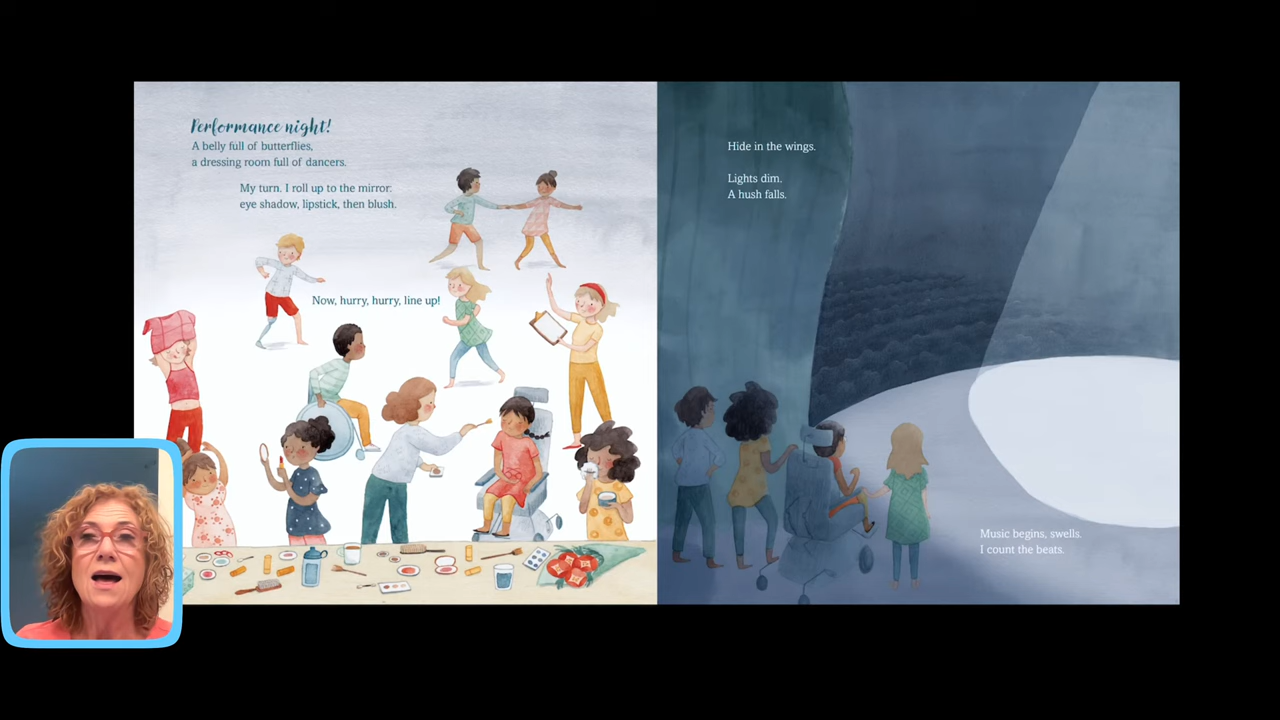 Performance night!
A belly full of butterflies,
a dressing room full of dancers.
My turn. I roll up to the mirror:
eye shadow, lipstick, then blush.
Now, hurry, hurry, line up!
Hide in the wings.
Lights dim.
A hush falls.
Music begins, swells.
I count the beats.